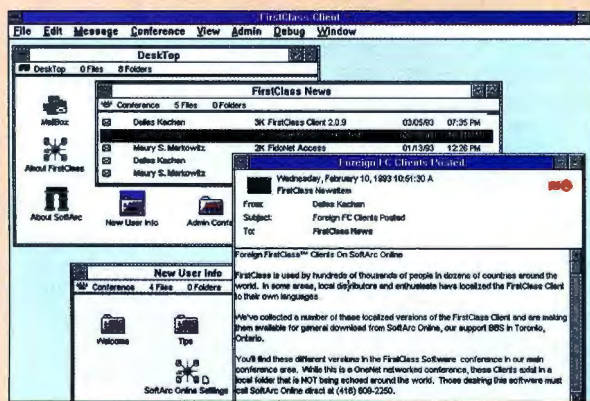 FirstClass Client
File Edit Message Conference View Admin Debug Window
DeskTop
DeskTop 0 Files 8 Folders
MailBox
About FirstClass
About SoftArc
New User Info
FirstClass News
Conference 5 Files 0 Folders
Dallas Kachan 3K FirstClass Client 2.0.9 03/05/93 07:35 PM
Maury S. Markowitz 2K FidoNet Access 01/13/93 12:26 PM
Dallas Kachan
Maury S. Markowitz
Foreign FC Clients Posted
Wednesday, February 10, 1993 10:51:30 A
FirstClass NewsItem
From: Dallas Kachan
Subject: Foreign FC Clients Posted
To: FirstClass News
Foreign FirstClass™ Clients On SoftArc Online
FirstClass is used by hundreds of thousands of people in dozens of countries around the
world. In some areas, local distributors and enthusiasts have localized the FirstClass Client
to their own languages.
We've collected a number of these localized versions of the FirstClass Client and are making
them available for general download from SoftArc Online, our support BBS in Toronto,
Ontario.
You'll find these different versions in the FirstClass Software conference in our main
conference area. While this is a OneNet networked conference, these Clients exist in a
local folder that is NOT being echoed around the world. Those desiring this software must
call SoftArc Online direct at (416) 609-2250.
New User Info
Conference 4 Files 0 Folders
Welcome
Tips
SoftArc Online Settings